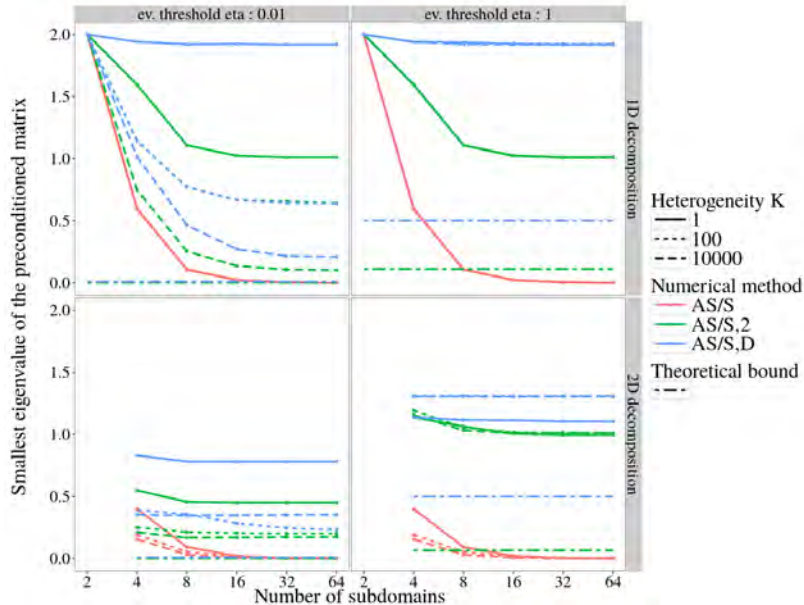 ev. threshold eta : 0.01
ev. threshold eta : 1
Smallest eigenvalue of the preconditioned matrix
2.0
1.5
1.0
0.5
0.0
1D decomposition
2.0
1.5
1.0
0.5
0.0
2D decomposition
2 4 8 16 32 64
2 4 8 16 32 64
Number of subdomains
Heterogeneity K
1
100
10000
Numerical method
AS/S
AS/S,2
AS/S,D
Theoretical bound